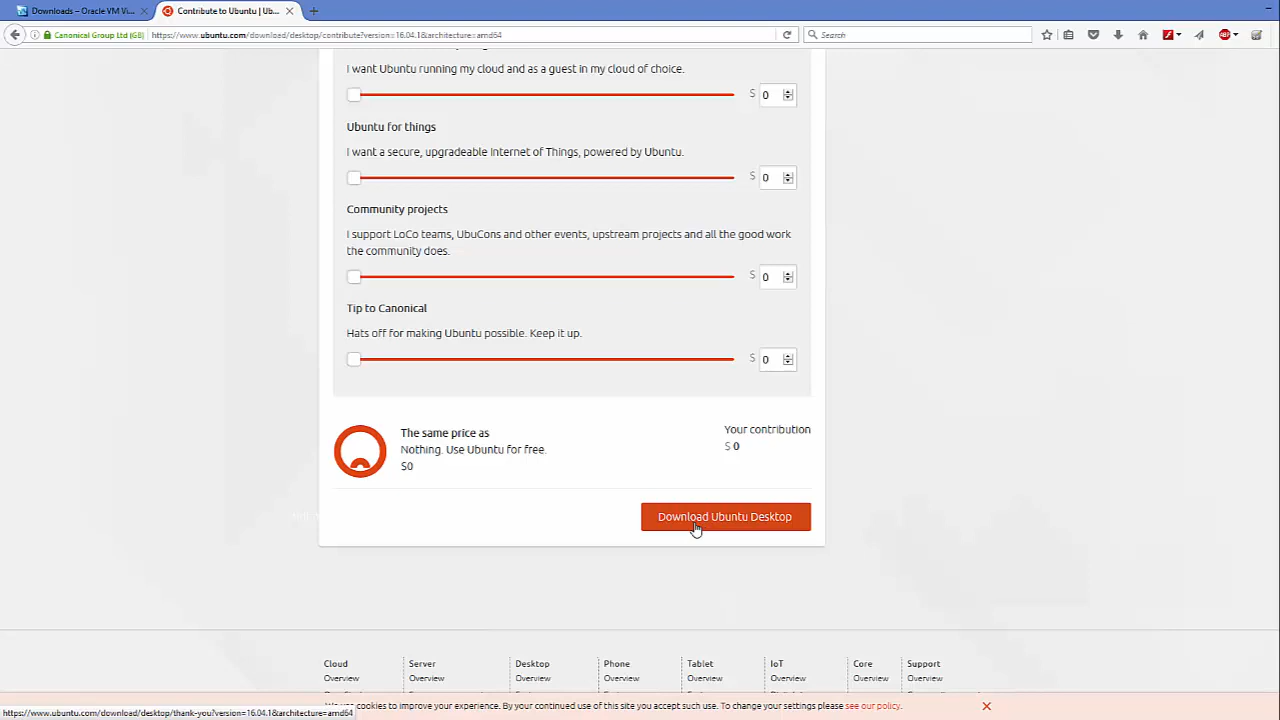 Downloads – Oracle VM Vi...
Contribute to Ubuntu | Ub...
Canonical Group Ltd (GB)
https://www.ubuntu.com/download/desktop/contribute?version=16.04.1&architecture=amd64
Search
I want Ubuntu running my cloud and as a guest in my cloud of choice.
$ 0
Ubuntu for things
I want a secure, upgradeable Internet of Things, powered by Ubuntu.
$ 0
Community projects
I support LoCo teams, UbuCons and other events, upstream projects and all the good work
the community does.
$ 0
Tip to Canonical
Hats off for making Ubuntu possible. Keep it up.
$ 0
The same price as
Nothing. Use Ubuntu for free.
$0
Your contribution
$ 0
Download Ubuntu Desktop
Cloud Server Desktop Phone Tablet IoT Core Support
Overview Overview Overview Overview Overview Overview Overview Overview
We use cookies to improve your experience. By your continued use of this site you accept such use. To change your settings please see our policy.
https://www.ubuntu.com/download/desktop/thank-you?version=16.04.1&architecture=amd64